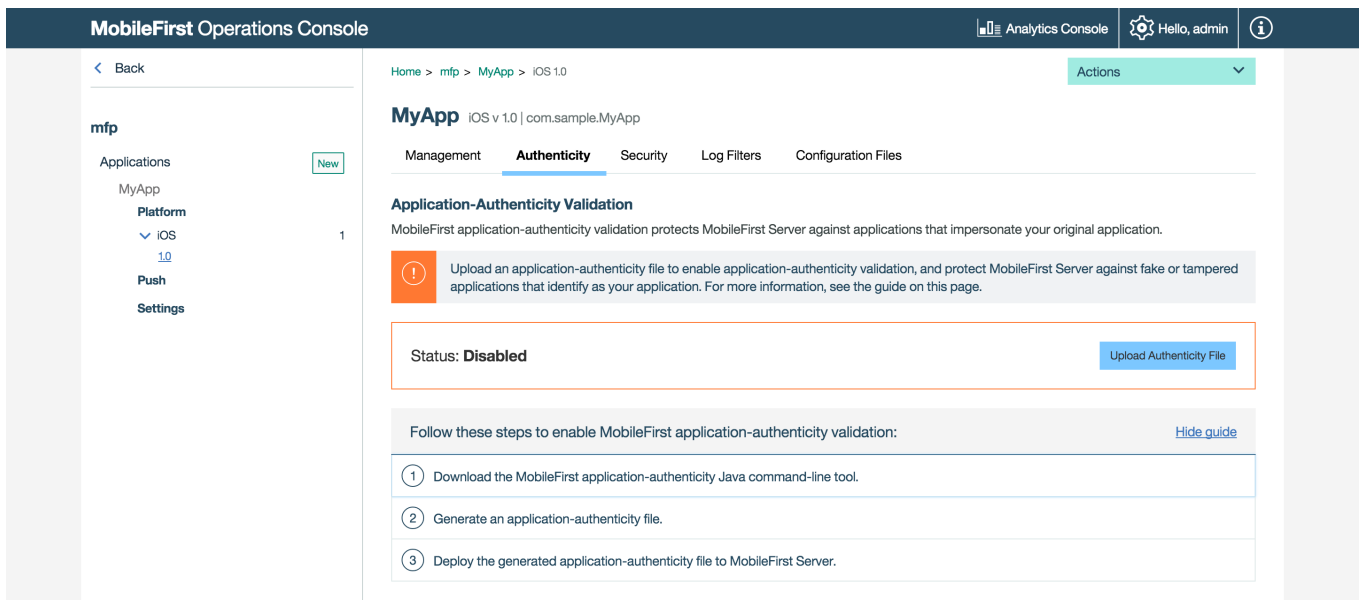 MobileFirst Operations Console
Analytics Console
Hello, admin
Back
mfp
Applications
New
MyApp
Platform
iOS 1
1.0
Push
Settings
Home > mfp > MyApp > iOS 1.0
Actions
MyApp iOS v 1.0 | com.sample.MyApp
Management Authenticity Security Log Filters Configuration Files
Application-Authenticity Validation
MobileFirst application-authenticity validation protects MobileFirst Server against applications that impersonate your original application.
Upload an application-authenticity file to enable application-authenticity validation, and protect MobileFirst Server against fake or tampered
applications that identify as your application. For more information, see the guide on this page.
Status: Disabled
Upload Authenticity File
Follow these steps to enable MobileFirst application-authenticity validation:
Hide guide
1 Download the MobileFirst application-authenticity Java command-line tool.
2 Generate an application-authenticity file.
3 Deploy the generated application-authenticity file to MobileFirst Server.